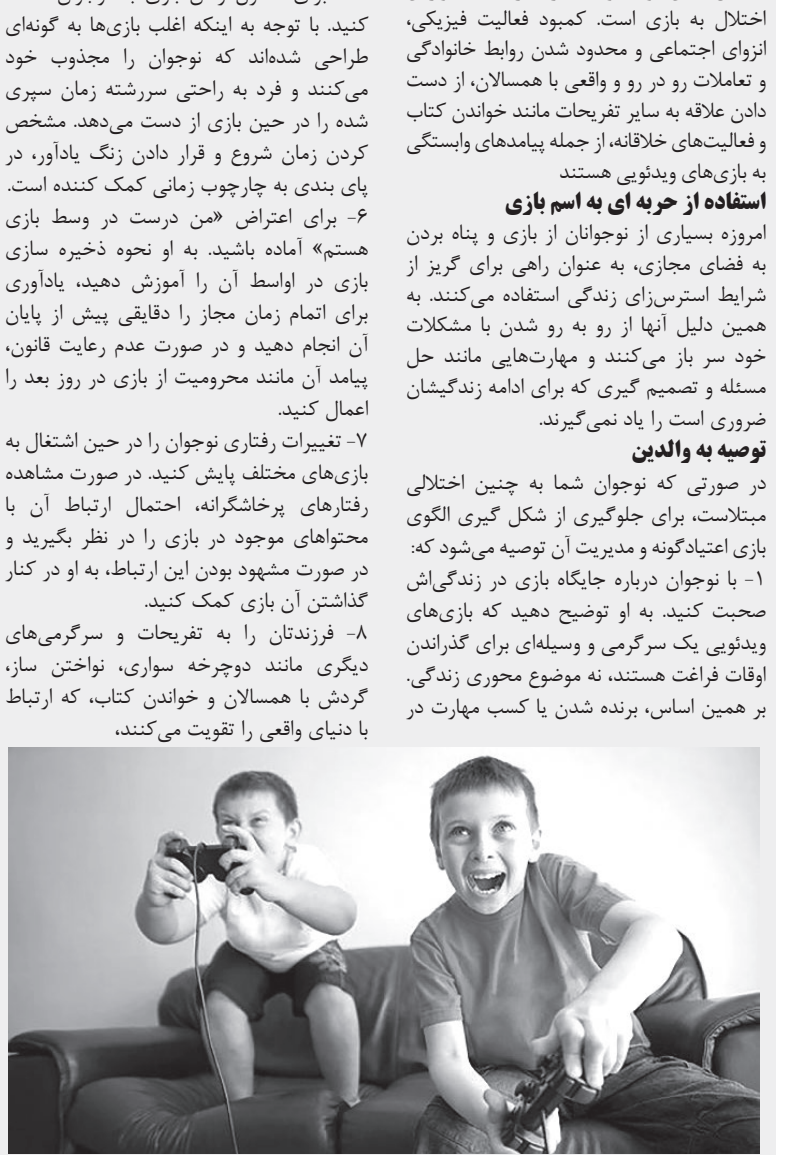 اختلال به بازی است. کمبود فعالیت فیزیکی،
انزوای اجتماعی و محدود شدن روابط خانوادگی
و تعاملات رو در رو و واقعی با همسالان، از دست
دادن علاقه به سایر تفریحات مانند خواندن کتاب
و فعالیت‌های خلاقانه، از جمله پیامدهای وابستگی
به بازی‌های ویدئویی هستند
استفاده از حربه ای به اسم بازی
امروزه بسیاری از نوجوانان از بازی و پناه بردن
به فضای مجازی، به عنوان راهی برای گریز از
شرایط استرس‌زای زندگی استفاده می‌کنند. به
همین دلیل آنها از رو به رو شدن با مشکلات
خود سر باز می‌کنند و مهارت‌هایی مانند حل
مسئله و تصمیم گیری که برای ادامه زندگیشان
ضروری است را یاد نمی‌گیرند.
توصیه به والدین
در صورتی که نوجوان شما به چنین اختلالی
مبتلاست، برای جلوگیری از شکل گیری الگوی
بازی اعتیادگونه و مدیریت آن توصیه می‌شود که:
۱- با نوجوان درباره جایگاه بازی در زندگی‌اش
صحبت کنید. به او توضیح دهید که بازی‌های
ویدئویی یک سرگرمی و وسیله‌ای برای گذراندن
اوقات فراغت هستند، نه موضوع محوری زندگی.
بر همین اساس، برنده شدن یا کسب مهارت در
کنید. با توجه به اینکه اغلب بازی‌ها به گونه‌ای
طراحی شده‌اند که نوجوان را مجذوب خود
می‌کنند و فرد به راحتی سررشته زمان سپری
شده را در حین بازی از دست می‌دهد. مشخص
کردن زمان شروع و قرار دادن زنگ یادآور، در
پای بندی به چارچوب زمانی کمک کننده است.
۶- برای اعتراض «من درست در وسط بازی
هستم» آماده باشید. به او نحوه ذخیره سازی
بازی در اواسط آن را آموزش دهید، یادآوری
برای اتمام زمان مجاز را دقایقی پیش از پایان
آن انجام دهید و در صورت عدم رعایت قانون،
پیامد آن مانند محرومیت از بازی در روز بعد را
اعمال کنید.
۷- تغییرات رفتاری نوجوان را در حین اشتغال به
بازی‌های مختلف پایش کنید. در صورت مشاهده
رفتارهای پرخاشگرانه، احتمال ارتباط آن با
محتواهای موجود در بازی را در نظر بگیرید و
در صورت مشهود بودن این ارتباط، به او در کنار
گذاشتن آن بازی کمک کنید.
۸- فرزندتان را به تفریحات و سرگرمی‌های
دیگری مانند دوچرخه سواری، نواختن ساز،
گردش با همسالان و خواندن کتاب، که ارتباط
با دنیای واقعی را تقویت می‌کنند،